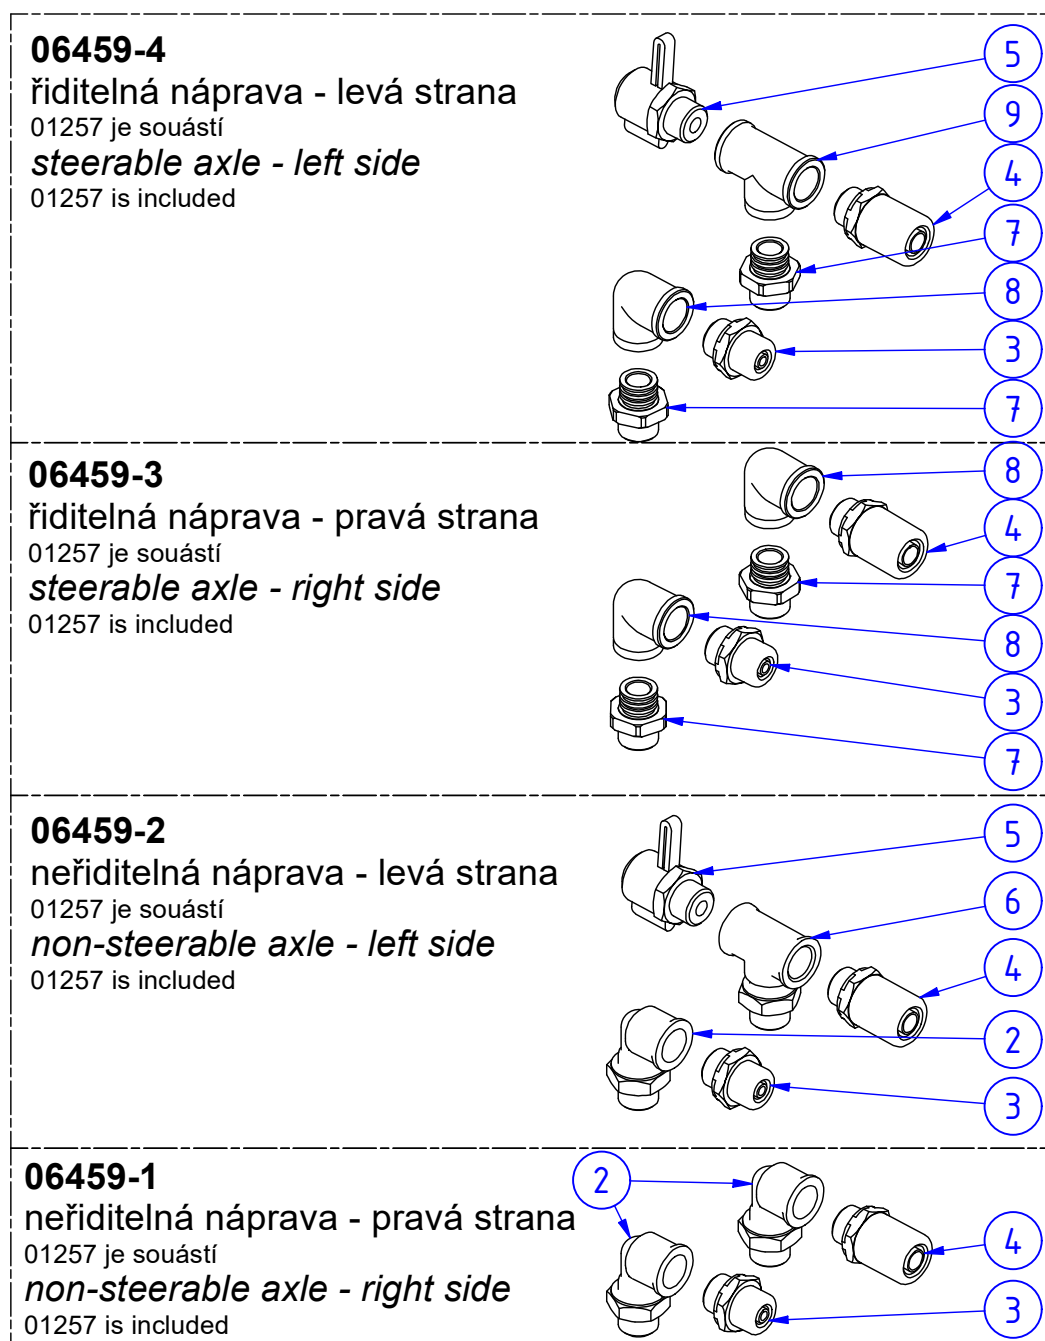 06459-4
řiditelná náprava - levá strana
01257 je souástí
steerable axle - left side
01257 is included
5
9
4
7
8
3
7
06459-3
řiditelná náprava - pravá strana
01257 je souástí
steerable axle - right side
01257 is included
8
4
7
8
3
7
06459-2
neřiditelná náprava - levá strana
01257 je souástí
non-steerable axle - left side
01257 is included
5
6
4
2
3
06459-1
neřiditelná náprava - pravá strana
01257 je souástí
non-steerable axle - right side
01257 is included
2
4
3